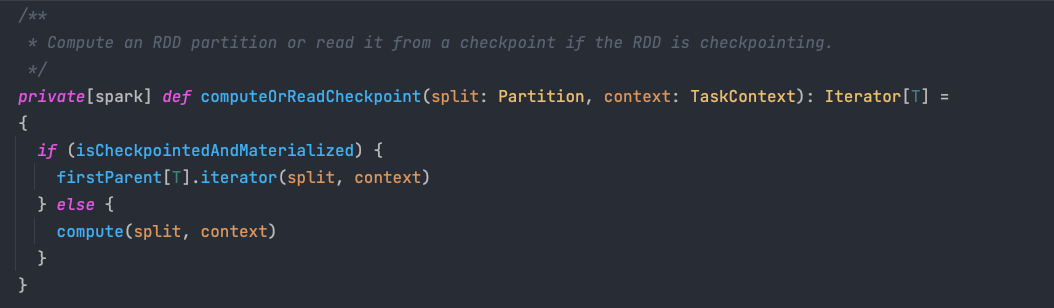 /**
 * Compute an RDD partition or read it from a checkpoint if the RDD is checkpointing.
 */
private[spark] def computeOrReadCheckpoint(split: Partition, context: TaskContext): Iterator[T] =
{
  if (isCheckpointedAndMaterialized) {
    firstParent[T].iterator(split, context)
  } else {
    compute(split, context)
  }
}